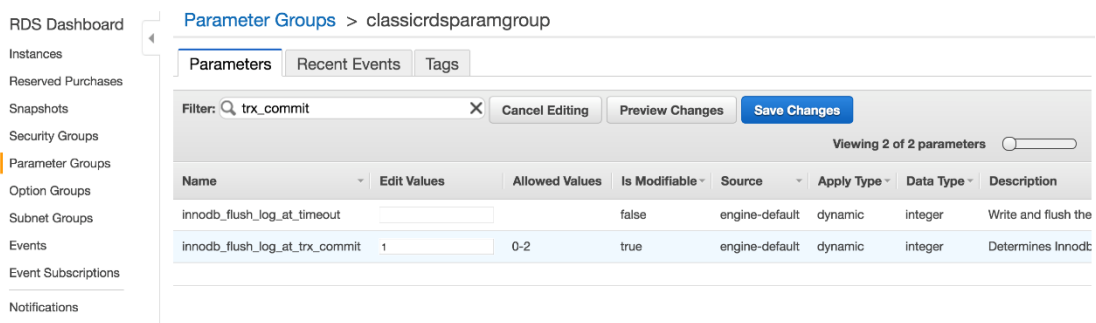 RDS Dashboard
Instances
Reserved Purchases
Snapshots
Security Groups
Parameter Groups
Option Groups
Subnet Groups
Events
Event Subscriptions
Notifications
Parameter Groups > classicrdsparamgroup
Parameters Recent Events Tags
Filter: trx_commit Cancel Editing Preview Changes Save Changes
Viewing 2 of 2 parameters
Name Edit Values Allowed Values Is Modifiable Source Apply Type Data Type Description
innodb_flush_log_at_timeout false engine-default dynamic integer Write and flush the
innodb_flush_log_at_trx_commit 1 0-2 true engine-default dynamic integer Determines Innodb